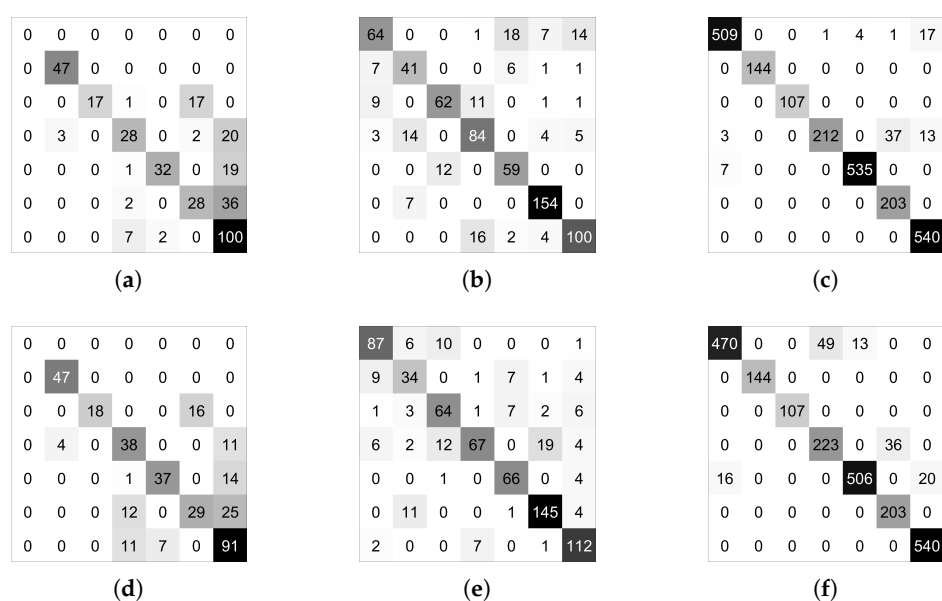 0 0 0 0 0 0 0 64 0 0 1 18 7 14 509 0 0 1 4 1 17
0 47 0 0 0 0 0 7 41 0 0 6 1 1 0 144 0 0 0 0 0
0 0 17 1 0 17 0 9 0 62 11 0 1 1 0 0 107 0 0 0 0
0 3 0 28 0 2 20 3 14 0 84 0 4 5 3 0 0 212 0 37 13
0 0 0 1 32 0 19 0 0 12 0 59 0 0 7 0 0 0 535 0 0
0 0 0 2 0 28 36 0 7 0 0 0 154 0 0 0 0 0 0 203 0
0 0 0 7 2 0 100 0 0 0 16 2 4 100 0 0 0 0 0 0 540
(a) (b) (c)
0 0 0 0 0 0 0 87 6 10 0 0 0 1 470 0 0 49 13 0 0
0 47 0 0 0 0 0 9 34 0 1 7 1 4 0 144 0 0 0 0 0
0 0 18 0 0 16 0 1 3 64 1 7 2 6 0 0 107 0 0 0 0
0 4 0 38 0 0 11 6 2 12 67 0 19 4 0 0 0 223 0 36 0
0 0 0 1 37 0 14 0 0 1 0 66 0 4 16 0 0 0 506 0 20
0 0 0 12 0 29 25 0 11 0 0 1 145 4 0 0 0 0 0 203 0
0 0 0 11 7 0 91 2 0 0 7 0 1 112 0 0 0 0 0 0 540
(d) (e) (f)